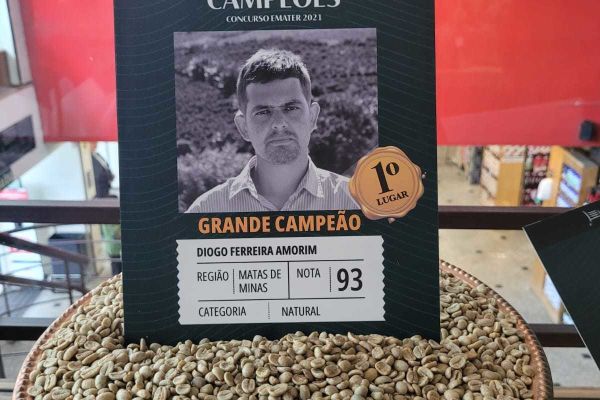 CAMPEÕES
CONCURSO EMATER 2021
1º
LUGAR
GRANDE CAMPEÃO
DIOGO FERREIRA AMORIM
REGIÃO
MATAS DE
MINAS
NOTA
93
CATEGORIA
NATURAL